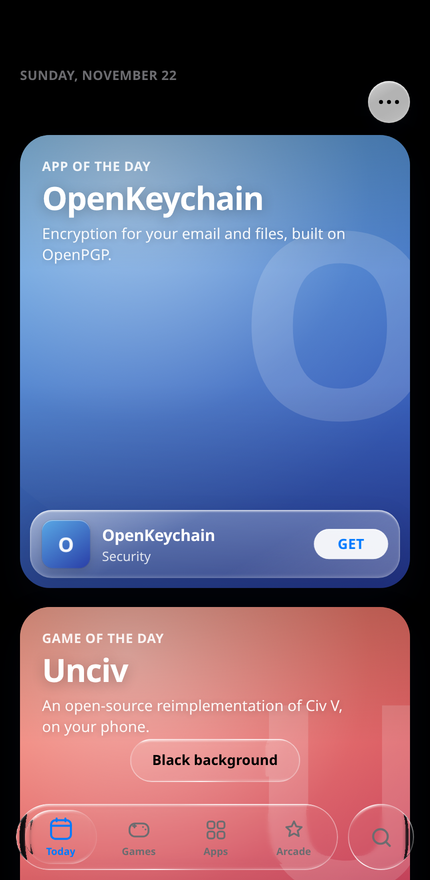 SUNDAY, NOVEMBER 22
APP OF THE DAY
OpenKeychain
Encryption for your email and files, built on
OpenPGP.
O
O
OpenKeychain
Security
GET
GAME OF THE DAY
Unciv
An open-source reimplementation of Civ V,
on your phone.
U
Black background
Today
Games
Apps
Arcade